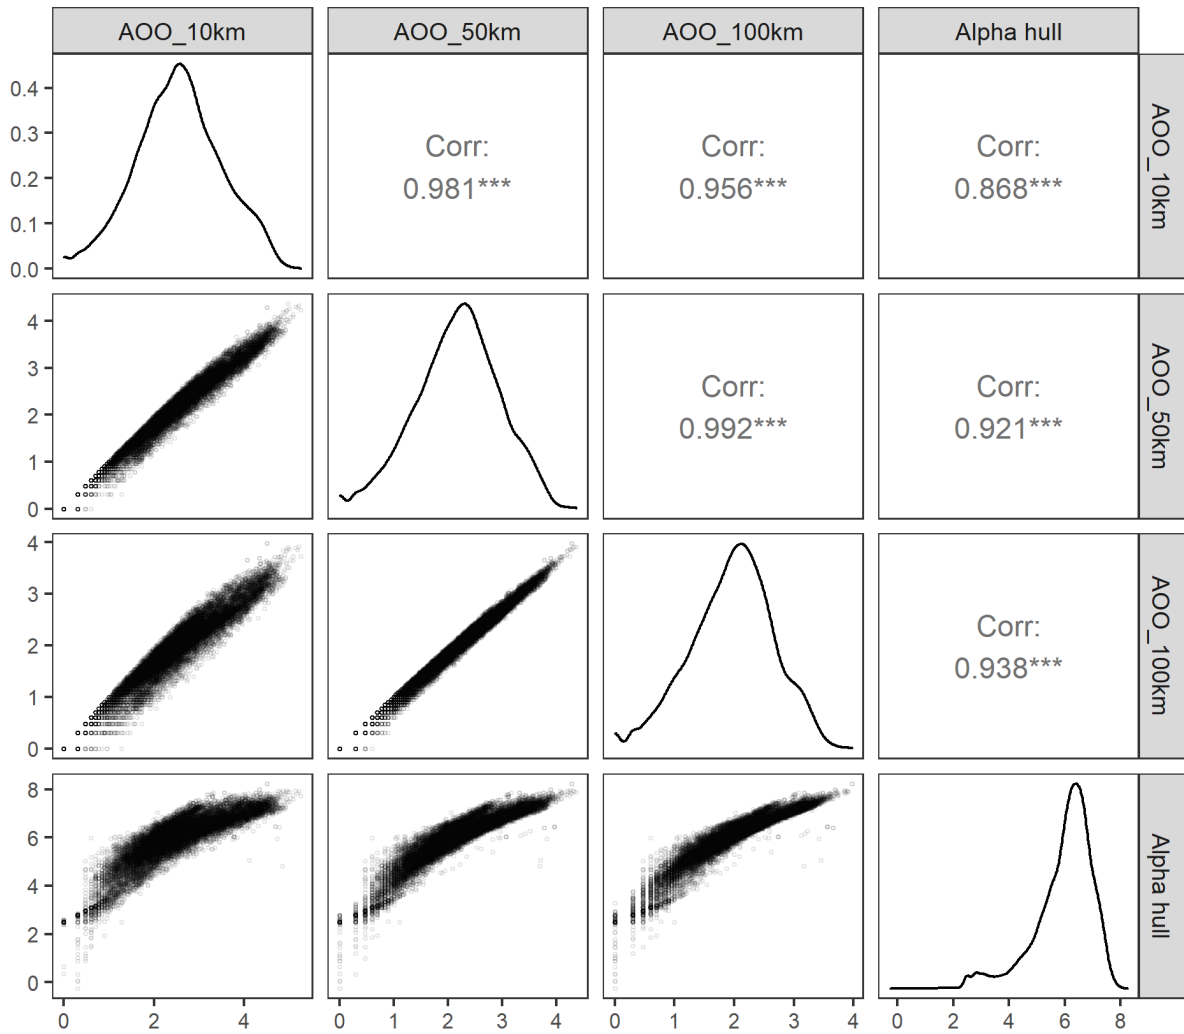 AOO_10km AOO_50km AOO_100km Alpha hull
0.4
0.3
0.2
0.1
0.0
Corr:
0.981***
Corr:
0.956***
Corr:
0.868***
AOO_10km
4
3
2
1
0
Corr:
0.992***
Corr:
0.921***
AOO_50km
4
3
2
1
0
Corr:
0.938***
AOO_100km
8
6
4
2
0
Alpha hull
0 2 4
0 1 2 3 4
0 1 2 3 4
0 2 4 6 8